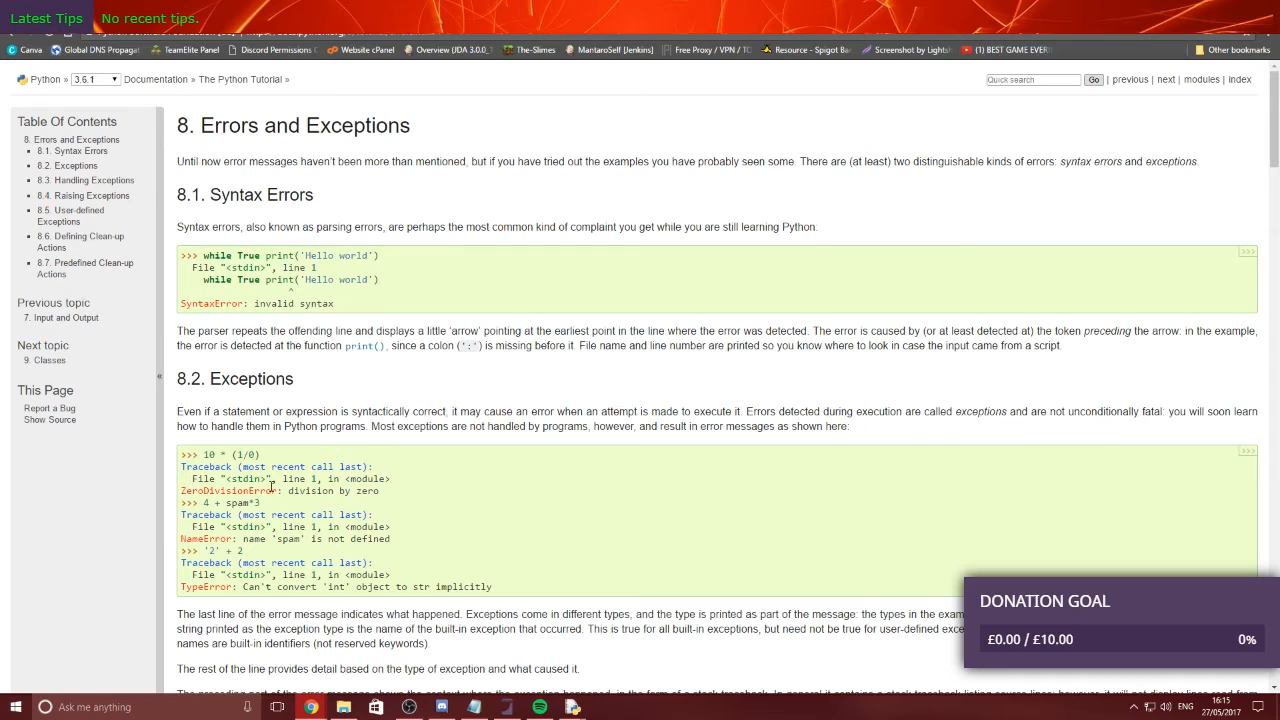 Latest Tips No recent tips.
Canva Global DNS Propagat TeamElite Panel Discord Permissions Website cPanel Overview (JDA 3.0.0_ The-Slimes MantaroSelf [Jenkins] Free Proxy / VPN / TO Resource - Spigot Ban Screenshot by Lightsh (1) BEST GAME EVER! Other bookmarks
Python » 3.6.1 Documentation » The Python Tutorial » Quick search Go | previous | next | modules | index
Table Of Contents
8. Errors and Exceptions
8.1. Syntax Errors
8.2. Exceptions
8.3. Handling Exceptions
8.4. Raising Exceptions
8.5. User-defined
Exceptions
8.6. Defining Clean-up
Actions
8.7. Predefined Clean-up
Actions
Previous topic
7. Input and Output
Next topic
9. Classes
This Page
Report a Bug
Show Source
«
8. Errors and Exceptions
Until now error messages haven't been more than mentioned, but if you have tried out the examples you have probably seen some. There are (at least) two distinguishable kinds of errors: syntax errors and exceptions.
8.1. Syntax Errors
Syntax errors, also known as parsing errors, are perhaps the most common kind of complaint you get while you are still learning Python:
>>> while True print('Hello world') >>>
File "<stdin>", line 1
while True print('Hello world')
^
SyntaxError: invalid syntax
The parser repeats the offending line and displays a little 'arrow' pointing at the earliest point in the line where the error was detected. The error is caused by (or at least detected at) the token preceding the arrow: in the example,
the error is detected at the function print(), since a colon (':') is missing before it. File name and line number are printed so you know where to look in case the input came from a script.
8.2. Exceptions
Even if a statement or expression is syntactically correct, it may cause an error when an attempt is made to execute it. Errors detected during execution are called exceptions and are not unconditionally fatal: you will soon learn
how to handle them in Python programs. Most exceptions are not handled by programs, however, and result in error messages as shown here:
>>> 10 * (1/0) >>>
Traceback (most recent call last):
File "<stdin>", line 1, in <module>
ZeroDivisionError: division by zero
>>> 4 + spam*3
Traceback (most recent call last):
File "<stdin>", line 1, in <module>
NameError: name 'spam' is not defined
>>> '2' + 2
Traceback (most recent call last):
File "<stdin>", line 1, in <module>
TypeError: Can't convert 'int' object to str implicitly
The last line of the error message indicates what happened. Exceptions come in different types, and the type is printed as part of the message: the types in the exam
string printed as the exception type is the name of the built-in exception that occurred. This is true for all built-in exceptions, but need not be true for user-defined exce
names are built-in identifiers (not reserved keywords).
The rest of the line provides detail based on the type of exception and what caused it.
DONATION GOAL
£0.00 / £10.00 0%
Ask me anything ENG 16:15
27/05/2017